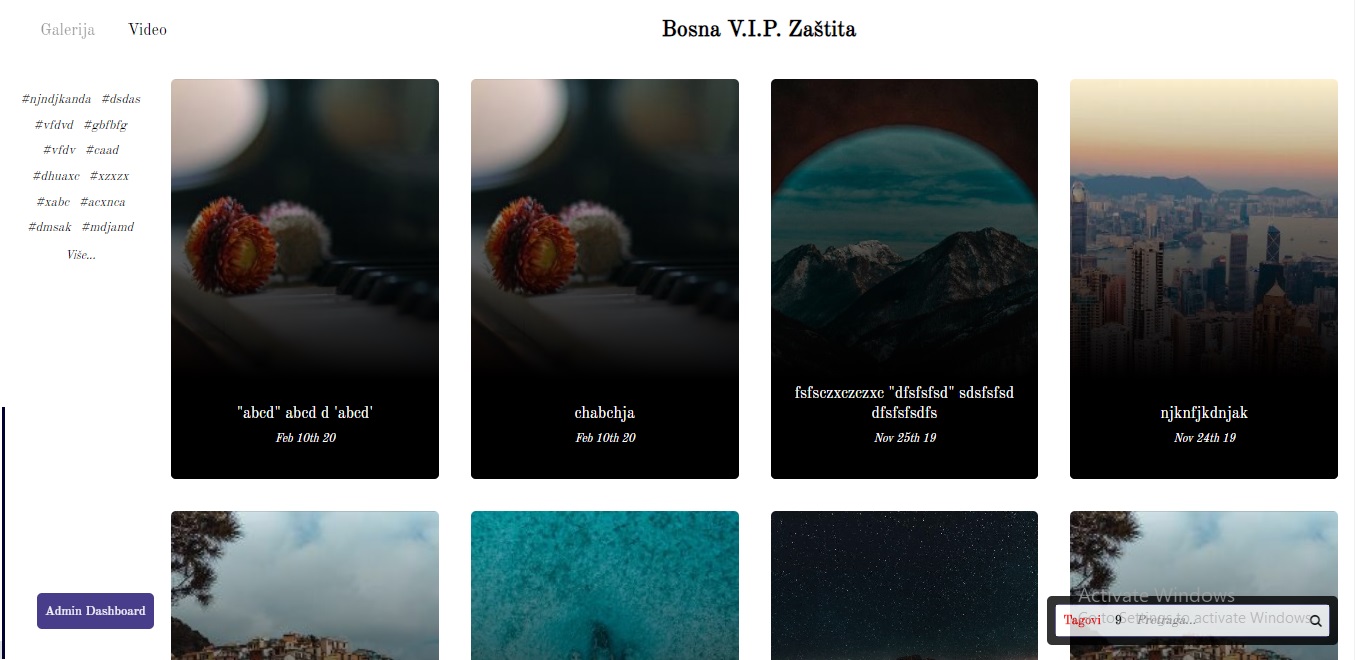 Galerija Video
Bosna V.I.P. Zaštita
#njndjkanda #dsdas
#vfdvd #gbfbfg
#vfdv #caad
#dhuaxc #xzxzx
#xabc #acxnca
#dmsak #mdjamd
Više...
"abcd" abcd d 'abcd'
Feb 10th 20
chabchja
Feb 10th 20
fsfsczxczczxc "dfsfsfsd" sdsfsfsd
dfsfsfsdfs
Nov 25th 19
njknfjkdnjak
Nov 24th 19
Admin Dashboard
Activate Windows
Go to Settings to activate Windows.
Tagovi 9 Pretraga...